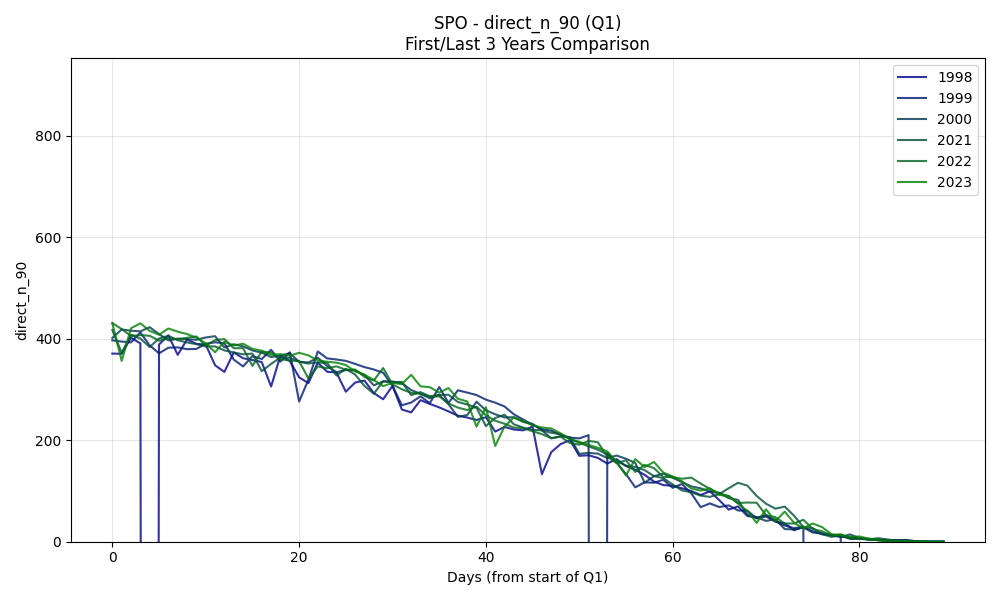 SPO - direct_n_90 (Q1)
First/Last 3 Years Comparison
direct_n_90
800
600
400
200
0
0 20 40 60 80
Days (from start of Q1)
1998
1999
2000
2021
2022
2023